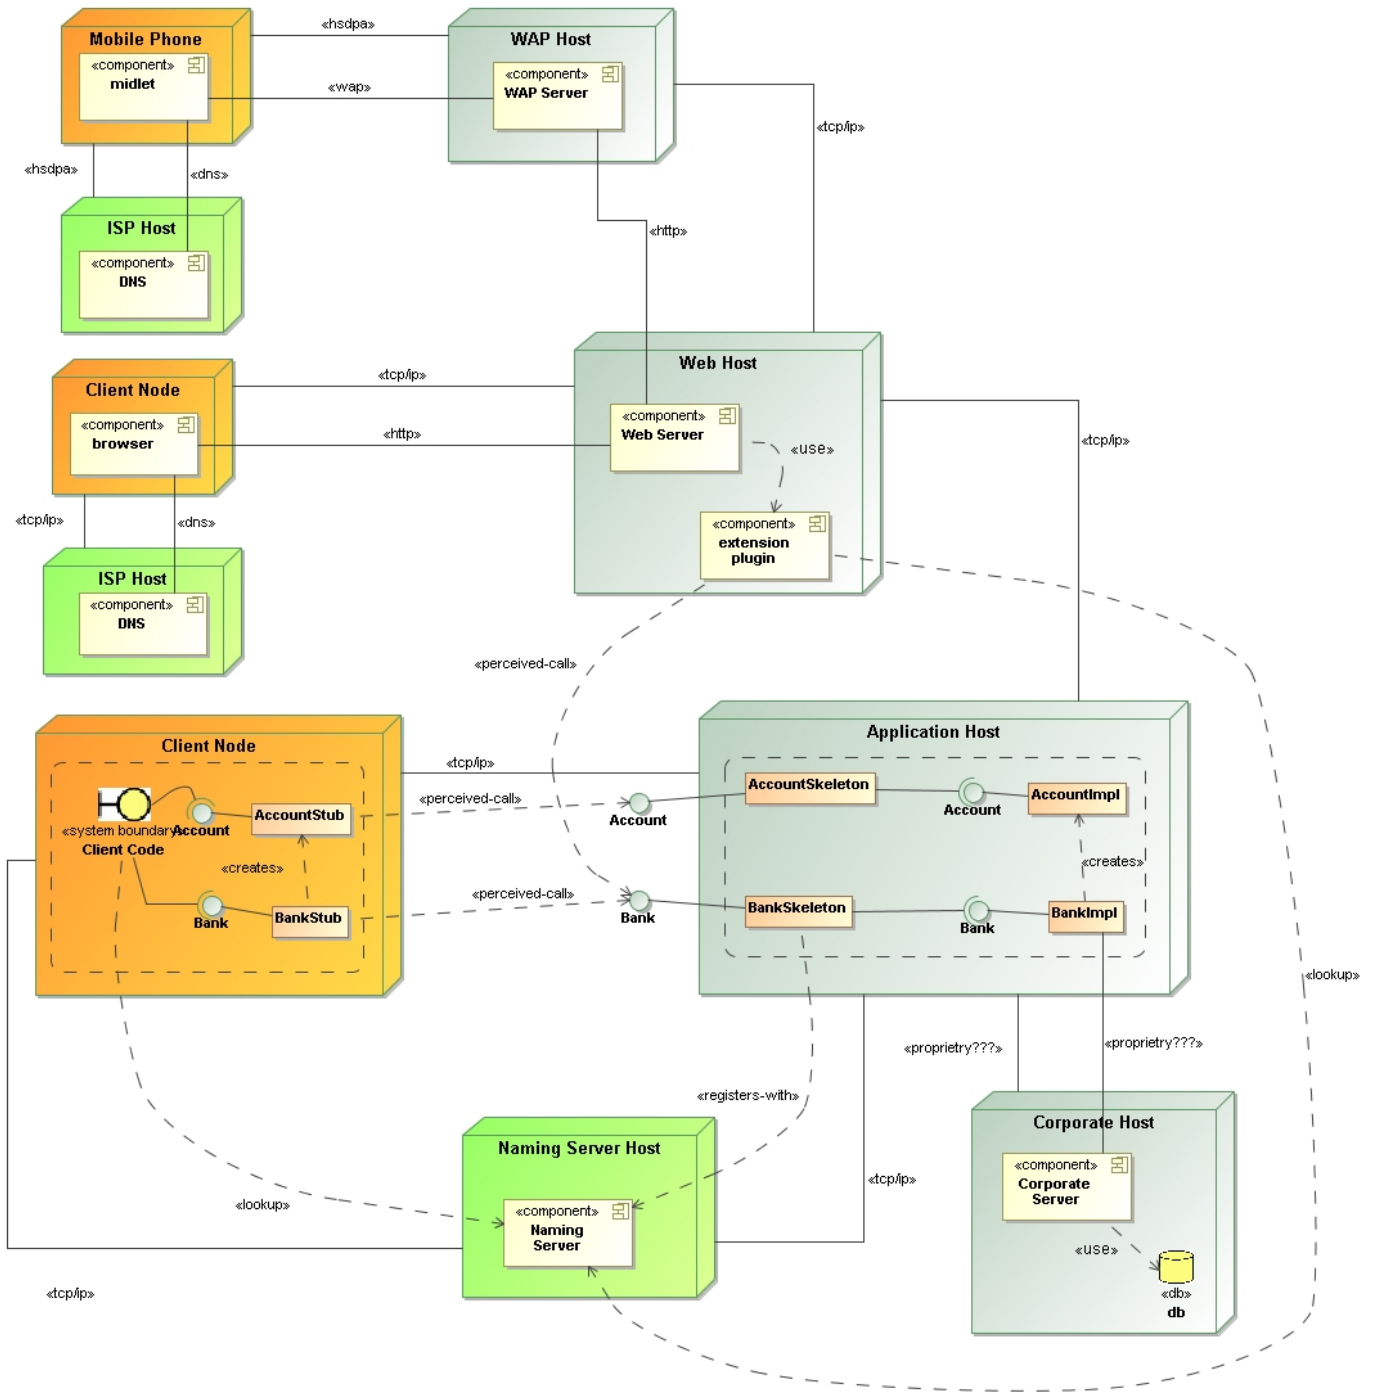 «hsdpa»
Mobile Phone
WAP Host
«component»
midlet
«component»
WAP Server
«wap»
«tcp/ip»
«hsdpa»
«dns»
ISP Host
«http»
«component»
DNS
Web Host
«tcp/ip»
Client Node
«component»
browser
«component»
Web Server
«http»
«tcp/ip»
«use»
«tcp/ip»
«dns»
«component»
extension
plugin
ISP Host
«component»
DNS
«perceived-call»
Client Node
Application Host
«tcp/ip»
AccountSkeleton
AccountImpl
«perceived-call»
AccountStub
Account
Account
Account
«system boundary»
Client Code
«creates»
«creates»
«perceived-call»
BankSkeleton
BankImpl
BankStub
Bank
Bank
Bank
«lookup»
«proprietry???»
«proprietry???»
«registers-with»
Corporate Host
Naming Server Host
«component»
Corporate
Server
«tcp/ip»
«lookup»
«component»
Naming
Server
«use»
«tcp/ip»
«db»
db